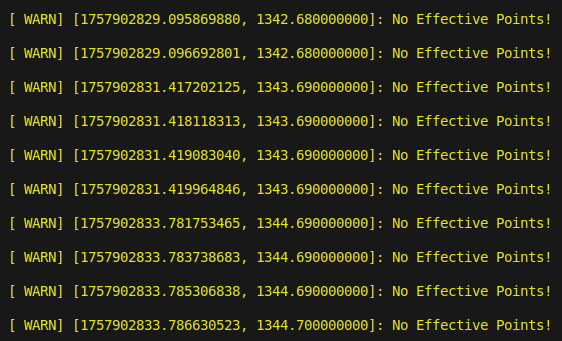 [ WARN] [1757902829.095869880, 1342.680000000]: No Effective Points!
[ WARN] [1757902829.096692801, 1342.680000000]: No Effective Points!
[ WARN] [1757902831.417202125, 1343.690000000]: No Effective Points!
[ WARN] [1757902831.418118313, 1343.690000000]: No Effective Points!
[ WARN] [1757902831.419083040, 1343.690000000]: No Effective Points!
[ WARN] [1757902831.419964846, 1343.690000000]: No Effective Points!
[ WARN] [1757902833.781753465, 1344.690000000]: No Effective Points!
[ WARN] [1757902833.783738683, 1344.690000000]: No Effective Points!
[ WARN] [1757902833.785306838, 1344.690000000]: No Effective Points!
[ WARN] [1757902833.786630523, 1344.700000000]: No Effective Points!